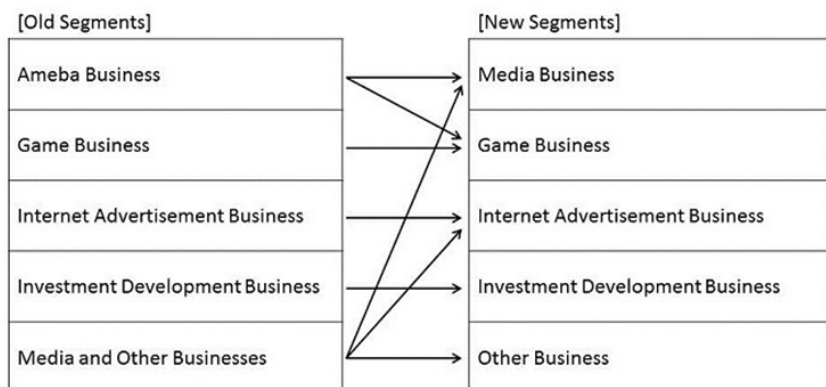 [Old Segments]
Ameba Business
Game Business
Internet Advertisement Business
Investment Development Business
Media and Other Businesses
[New Segments]
Media Business
Game Business
Internet Advertisement Business
Investment Development Business
Other Business